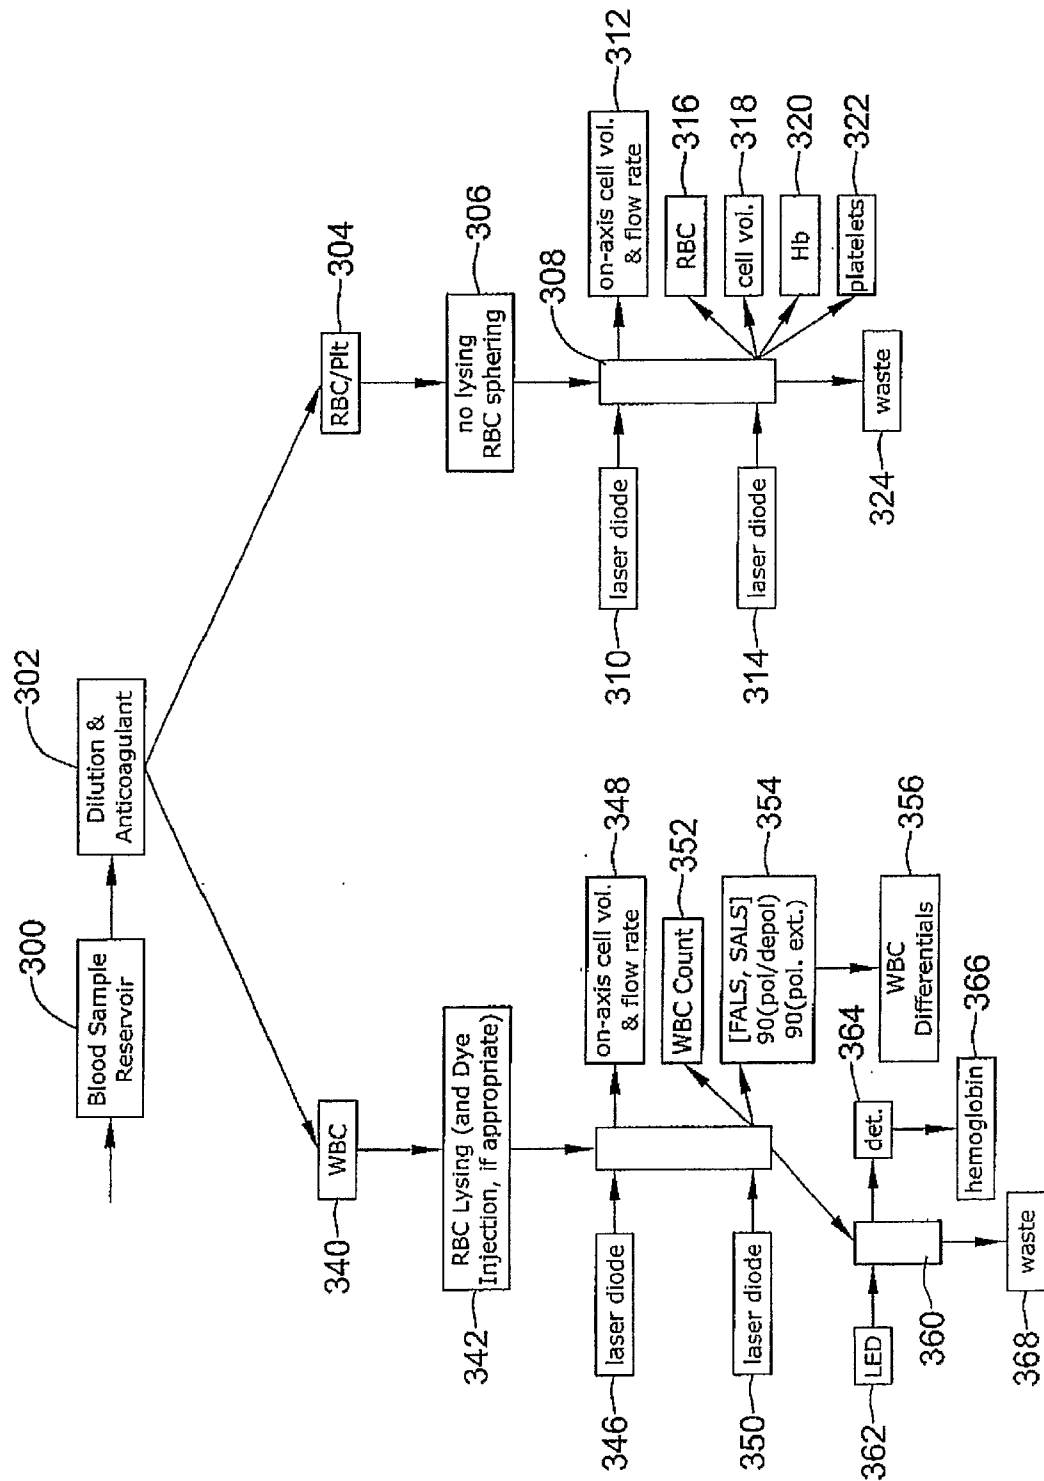 300
Blood Sample
Reservoir
302
Dilution &
Anticoagulant
340
WBC
304
RBC/Plt
342
RBC Lysing (and Dye
Injection, if appropriate)
306
no lysing
RBC sphering
346
laser diode
on-axis cell vol.
& flow rate
348
WBC Count
352
350
laser diode
[FALS, SALS]
90(pol/depol)
90(pol. ext.)
354
WBC
Differentials
356
362
LED
360
det.
364
hemoglobin
366
waste
368
308
310
laser diode
on-axis cell vol.
& flow rate
312
314
laser diode
RBC
316
cell vol.
318
Hb
320
platelets
322
waste
324